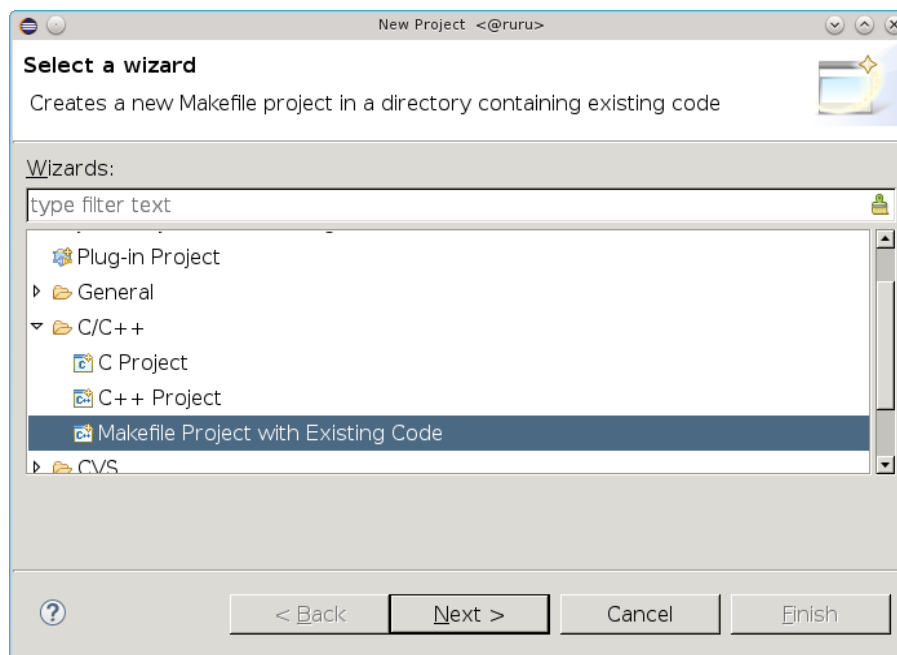 New Project <@ruru>
Select a wizard
Creates a new Makefile project in a directory containing existing code
Wizards:
type filter text
Plug-in Project
General
C/C++
C Project
C++ Project
Makefile Project with Existing Code
CVS
< Back Next > Cancel Finish